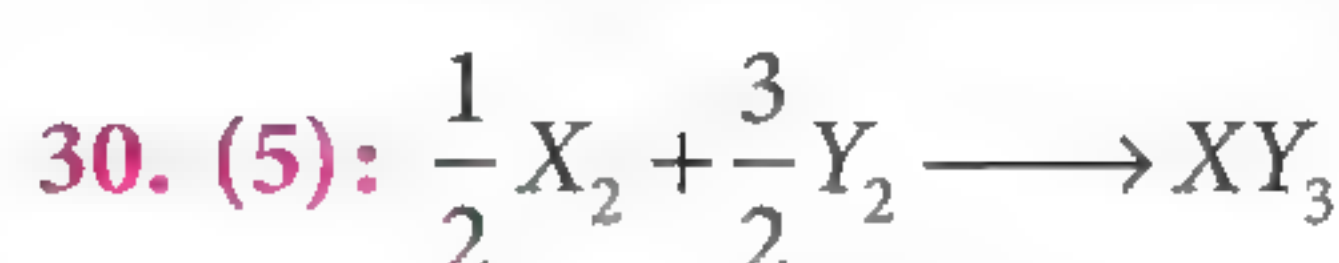 30. (5): 1/2 X₂ + 3/2 Y₂ ⟶ XY₃